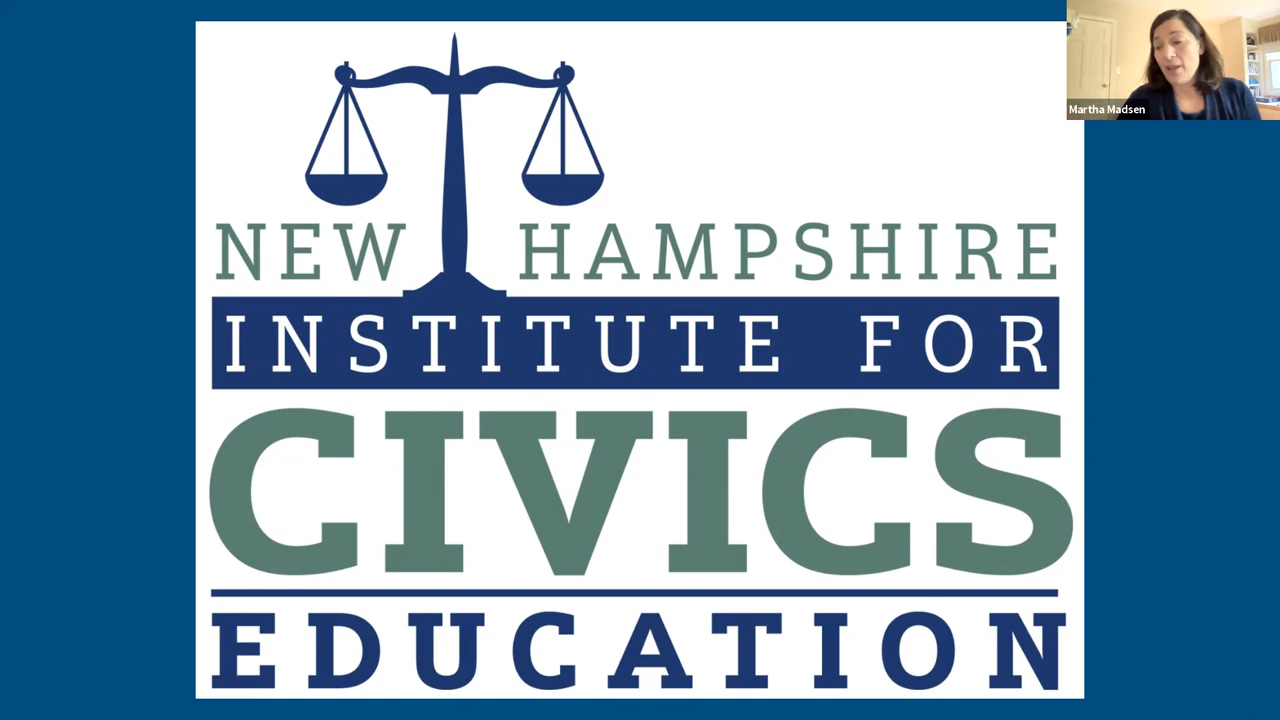 Martha Madsen
NEW HAMPSHIRE
INSTITUTE FOR
CIVICS
EDUCATION